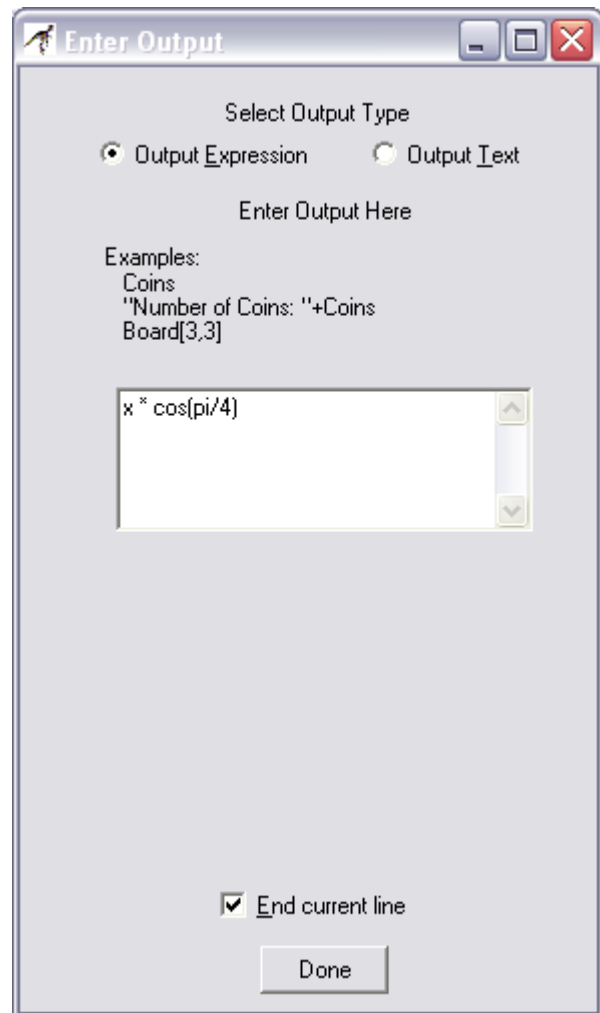 Enter Output
Select Output Type
Output Expression Output Text
Enter Output Here
Examples:
Coins
"Number of Coins: "+Coins
Board[3,3]
x * cos(pi/4)
End current line
Done